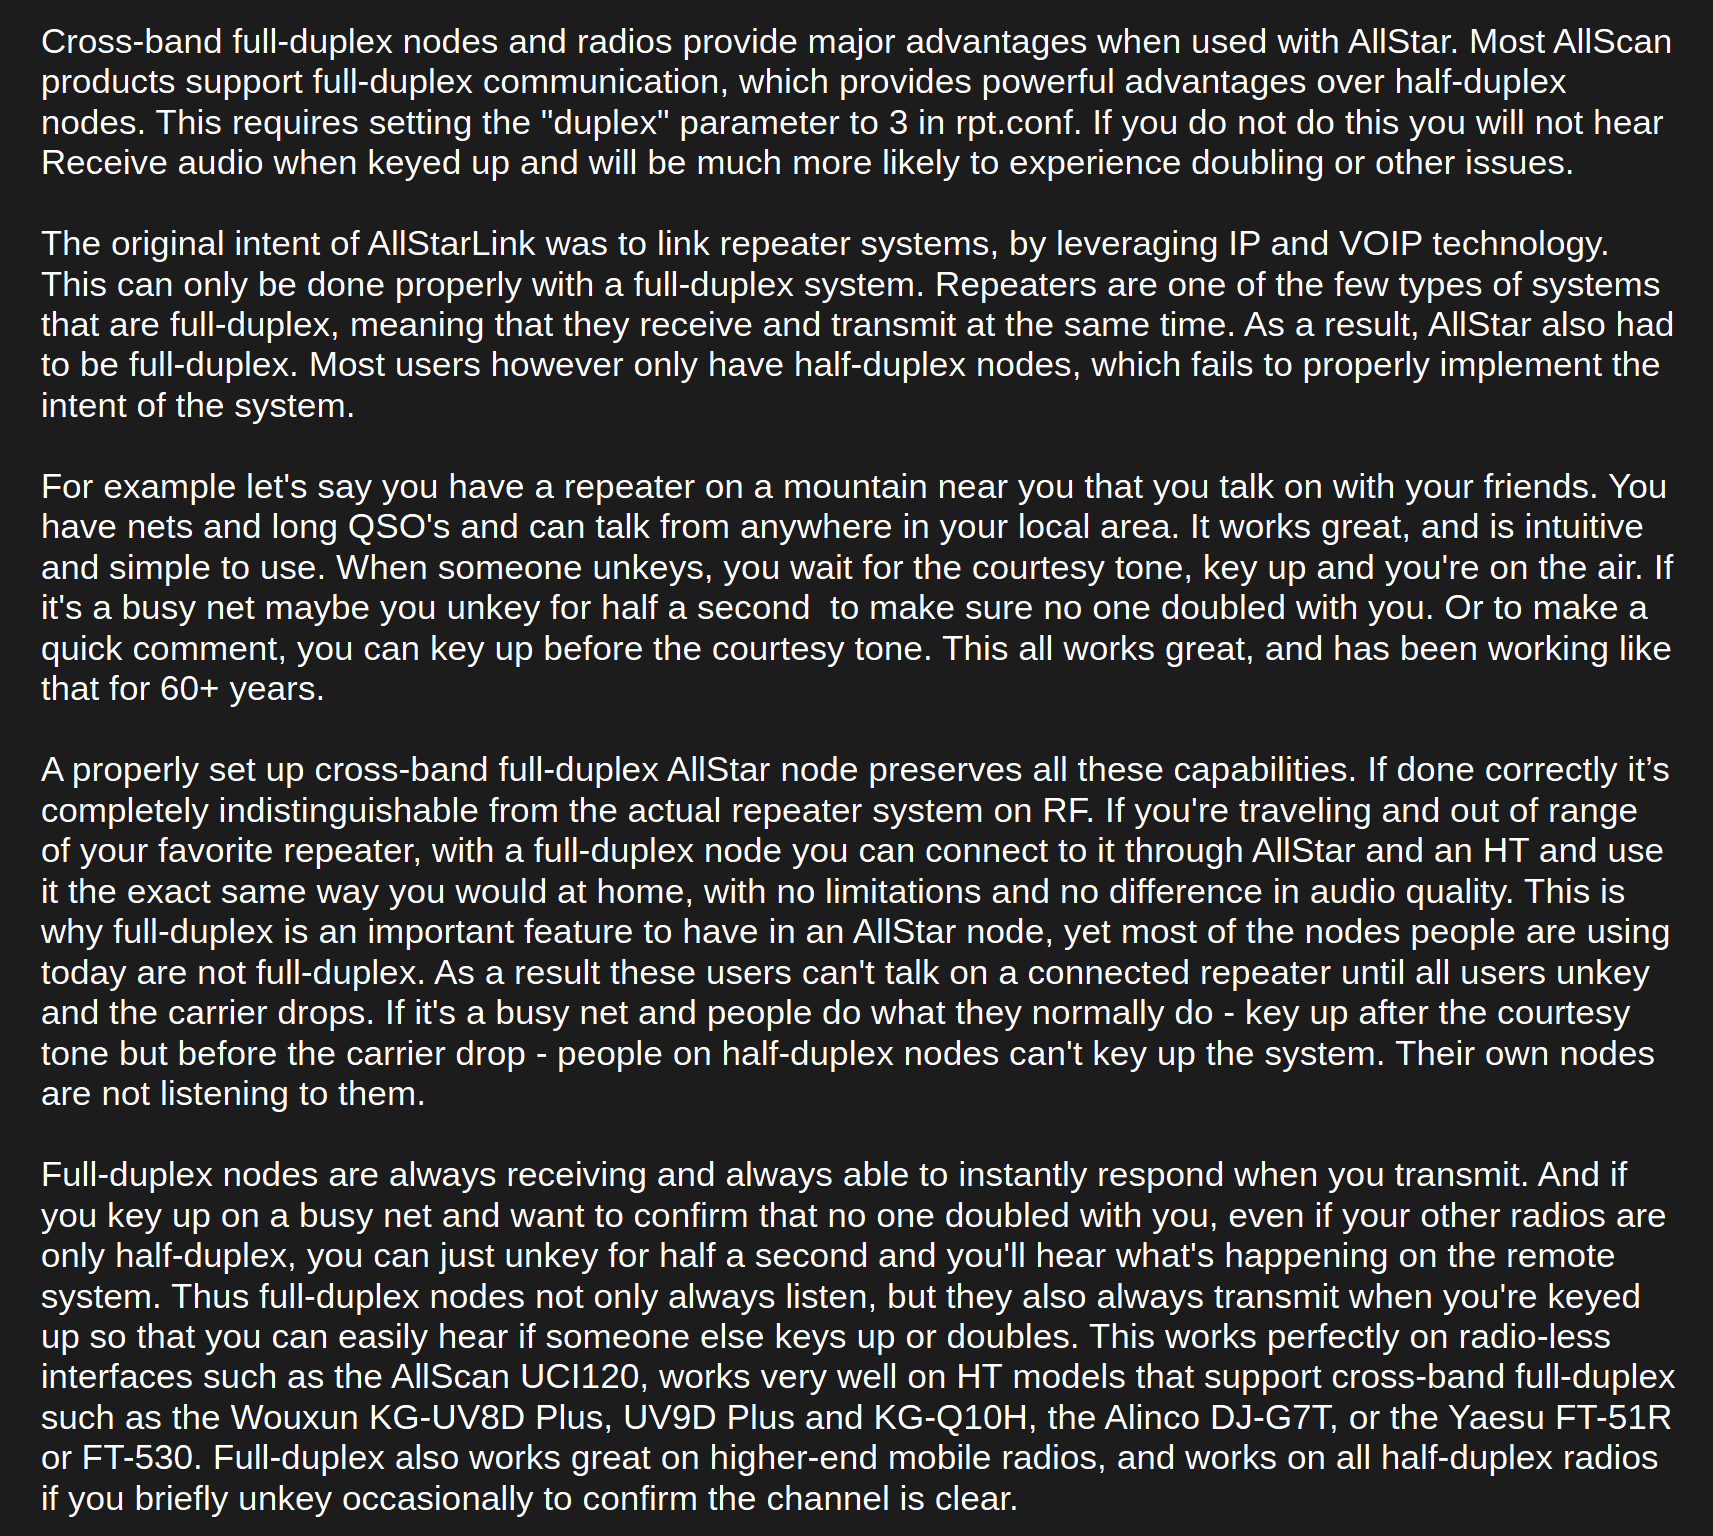 Cross-band full-duplex nodes and radios provide major advantages when used with AllStar. Most AllScan
products support full-duplex communication, which provides powerful advantages over half-duplex
nodes. This requires setting the "duplex" parameter to 3 in rpt.conf. If you do not do this you will not hear
Receive audio when keyed up and will be much more likely to experience doubling or other issues.

The original intent of AllStarLink was to link repeater systems, by leveraging IP and VOIP technology.
This can only be done properly with a full-duplex system. Repeaters are one of the few types of systems
that are full-duplex, meaning that they receive and transmit at the same time. As a result, AllStar also had
to be full-duplex. Most users however only have half-duplex nodes, which fails to properly implement the
intent of the system.

For example let's say you have a repeater on a mountain near you that you talk on with your friends. You
have nets and long QSO's and can talk from anywhere in your local area. It works great, and is intuitive
and simple to use. When someone unkeys, you wait for the courtesy tone, key up and you're on the air. If
it's a busy net maybe you unkey for half a second  to make sure no one doubled with you. Or to make a
quick comment, you can key up before the courtesy tone. This all works great, and has been working like
that for 60+ years.

A properly set up cross-band full-duplex AllStar node preserves all these capabilities. If done correctly it’s
completely indistinguishable from the actual repeater system on RF. If you're traveling and out of range
of your favorite repeater, with a full-duplex node you can connect to it through AllStar and an HT and use
it the exact same way you would at home, with no limitations and no difference in audio quality. This is
why full-duplex is an important feature to have in an AllStar node, yet most of the nodes people are using
today are not full-duplex. As a result these users can't talk on a connected repeater until all users unkey
and the carrier drops. If it's a busy net and people do what they normally do - key up after the courtesy
tone but before the carrier drop - people on half-duplex nodes can't key up the system. Their own nodes
are not listening to them.

Full-duplex nodes are always receiving and always able to instantly respond when you transmit. And if
you key up on a busy net and want to confirm that no one doubled with you, even if your other radios are
only half-duplex, you can just unkey for half a second and you'll hear what's happening on the remote
system. Thus full-duplex nodes not only always listen, but they also always transmit when you're keyed
up so that you can easily hear if someone else keys up or doubles. This works perfectly on radio-less
interfaces such as the AllScan UCI120, works very well on HT models that support cross-band full-duplex
such as the Wouxun KG-UV8D Plus, UV9D Plus and KG-Q10H, the Alinco DJ-G7T, or the Yaesu FT-51R
or FT-530. Full-duplex also works great on higher-end mobile radios, and works on all half-duplex radios
if you briefly unkey occasionally to confirm the channel is clear.